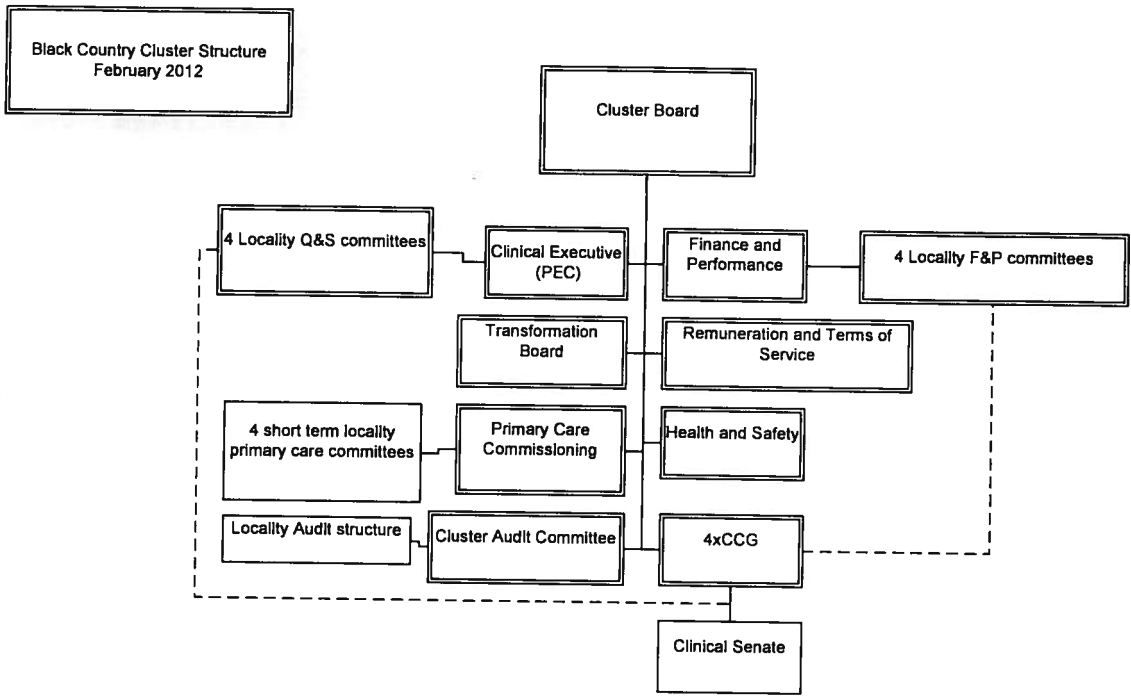 Black Country Cluster Structure
February 2012
Cluster Board
4 Locality Q&S committees
Clinical Executive
(PEC)
Finance and
Performance
4 Locality F&P committees
Transformation
Board
Remuneration and Terms of
Service
4 short term locality
primary care committees
Primary Care
Commissioning
Health and Safety
Locality Audit structure
Cluster Audit Committee
4xCCG
Clinical Senate